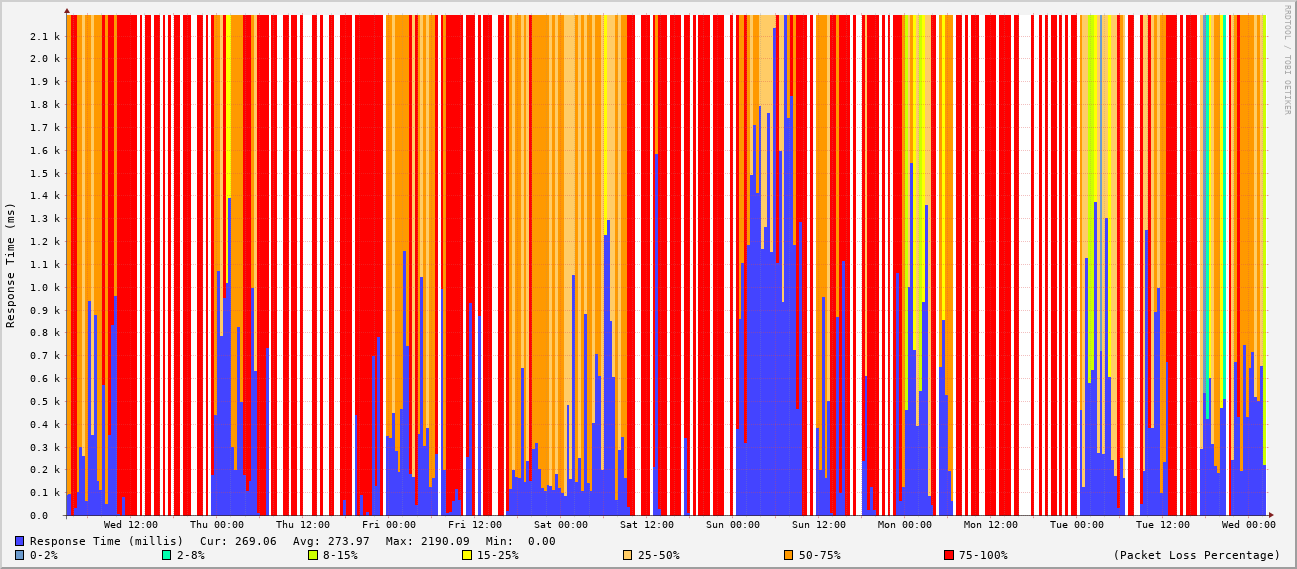 RRDTOOL / TOBI OETIKER
Response Time (ms)
2.1 k
2.0 k
1.9 k
1.8 k
1.7 k
1.6 k
1.5 k
1.4 k
1.3 k
1.2 k
1.1 k
1.0 k
0.9 k
0.8 k
0.7 k
0.6 k
0.5 k
0.4 k
0.3 k
0.2 k
0.1 k
0.0
Wed 12:00 Thu 00:00 Thu 12:00 Fri 00:00 Fri 12:00 Sat 00:00 Sat 12:00 Sun 00:00 Sun 12:00 Mon 00:00 Mon 12:00 Tue 00:00 Tue 12:00 Wed 00:00
Response Time (millis) Cur: 269.06 Avg: 273.97 Max: 2190.09 Min: 0.00
0-2% 2-8% 8-15% 15-25% 25-50% 50-75% 75-100% (Packet Loss Percentage)